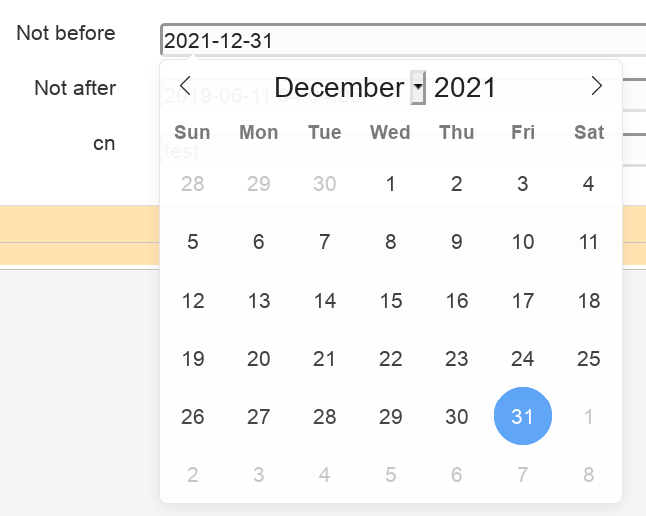 Not before
2021-12-31
Not after
December 2021
cn
Sun Mon Tue Wed Thu Fri Sat
test
28 29 30 1 2 3 4
5 6 7 8 9 10 11
12 13 14 15 16 17 18
19 20 21 22 23 24 25
26 27 28 29 30 31 1
2 3 4 5 6 7 8